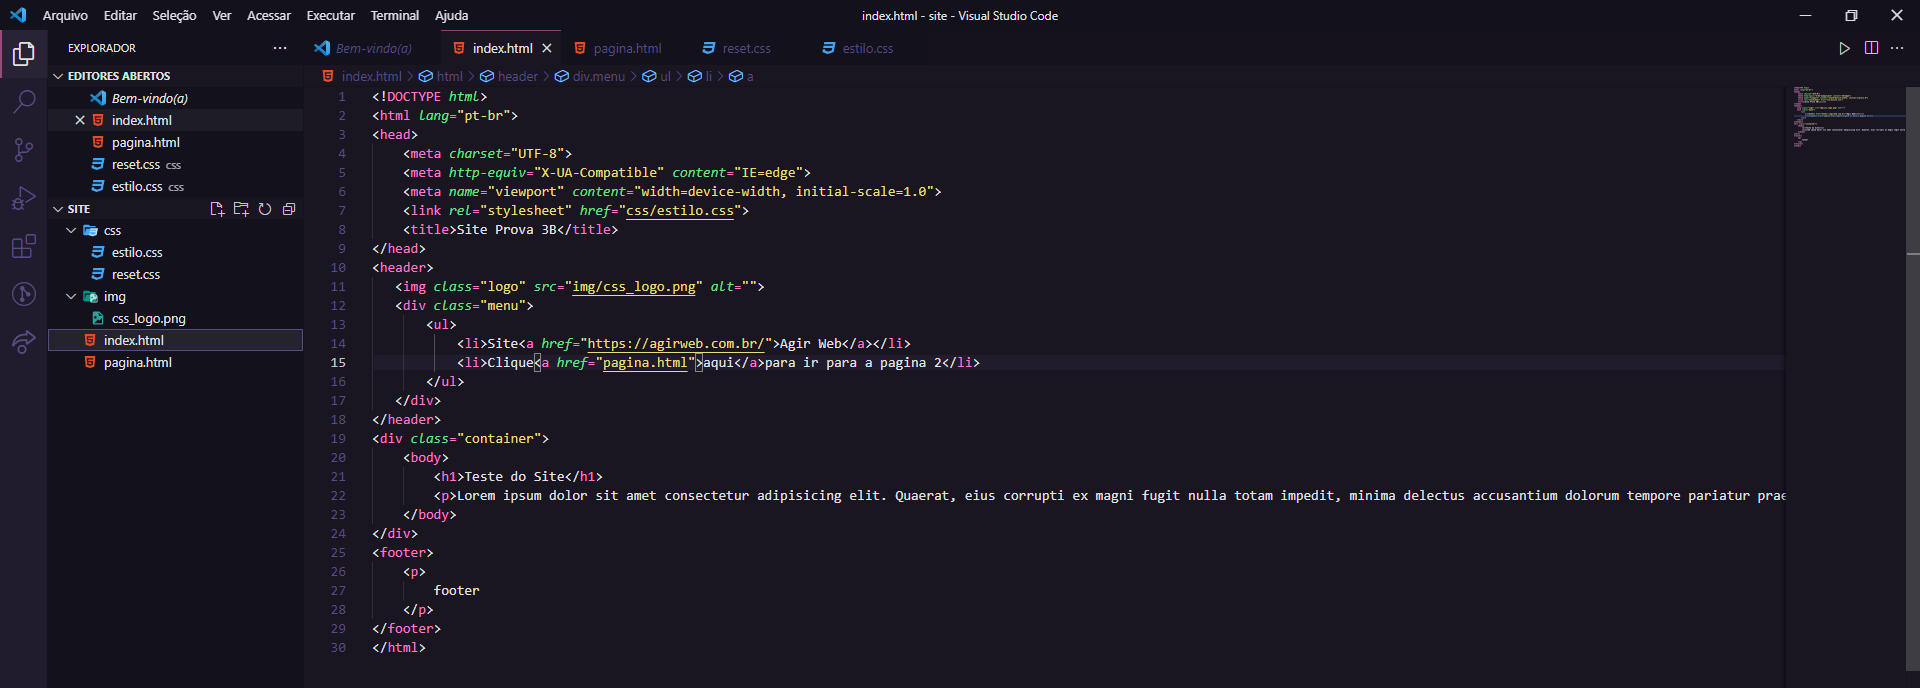 Arquivo Editar Seleção Ver Acessar Executar Terminal Ajuda
index.html - site - Visual Studio Code
EXPLORADOR
EDITORES ABERTOS
Bem-vindo(a)
index.html
pagina.html
reset.css css
estilo.css css
SITE
css
estilo.css
reset.css
img
css_logo.png
index.html
pagina.html
Bem-vindo(a) index.html pagina.html reset.css estilo.css
index.html > html > header > div.menu > ul > li > a
1 <!DOCTYPE html>
2 <html lang="pt-br">
3 <head>
4 <meta charset="UTF-8">
5 <meta http-equiv="X-UA-Compatible" content="IE=edge">
6 <meta name="viewport" content="width=device-width, initial-scale=1.0">
7 <link rel="stylesheet" href="css/estilo.css">
8 <title>Site Prova 3B</title>
9 </head>
10 <header>
11 <img class="logo" src="img/css_logo.png" alt="">
12 <div class="menu">
13 <ul>
14 <li>Site<a href="https://agirweb.com.br/">Agir Web</a></li>
15 <li>Clique<a href="pagina.html">aqui</a>para ir para a pagina 2</li>
16 </ul>
17 </div>
18 </header>
19 <div class="container">
20 <body>
21 <h1>Teste do Site</h1>
22 <p>Lorem ipsum dolor sit amet consectetur adipisicing elit. Quaerat, eius corrupti ex magni fugit nulla totam impedit, minima delectus accusantium dolorum tempore pariatur prae
23 </body>
24 </div>
25 <footer>
26 <p>
27 footer
28 </p>
29 </footer>
30 </html>